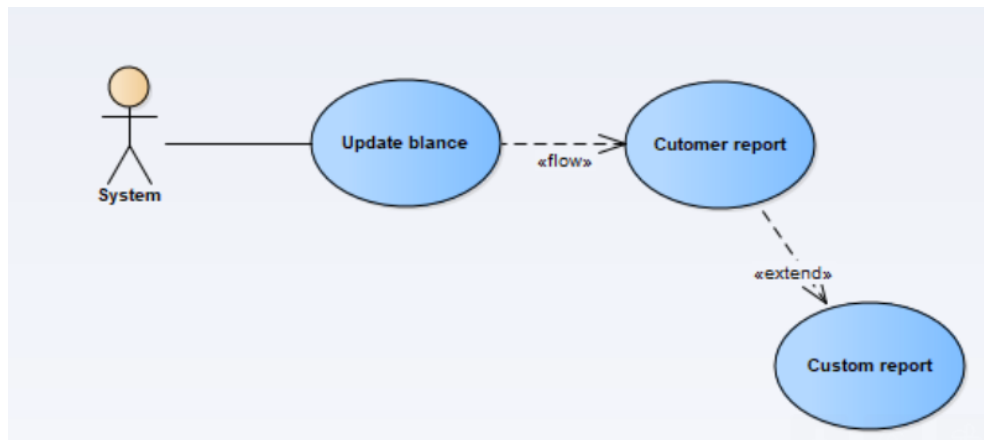 Update blance
Cutomer report
«flow»
System
«extend»
Custom report